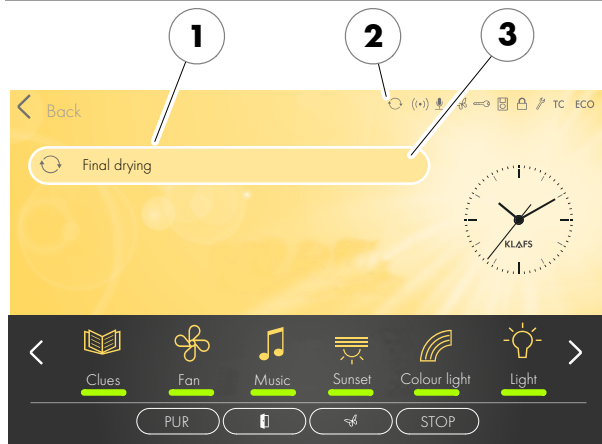 1 2 3
Back
TC ECO
Final drying
KLAFS
Clues Fan Music Sunset Colour light Light
PUR STOP